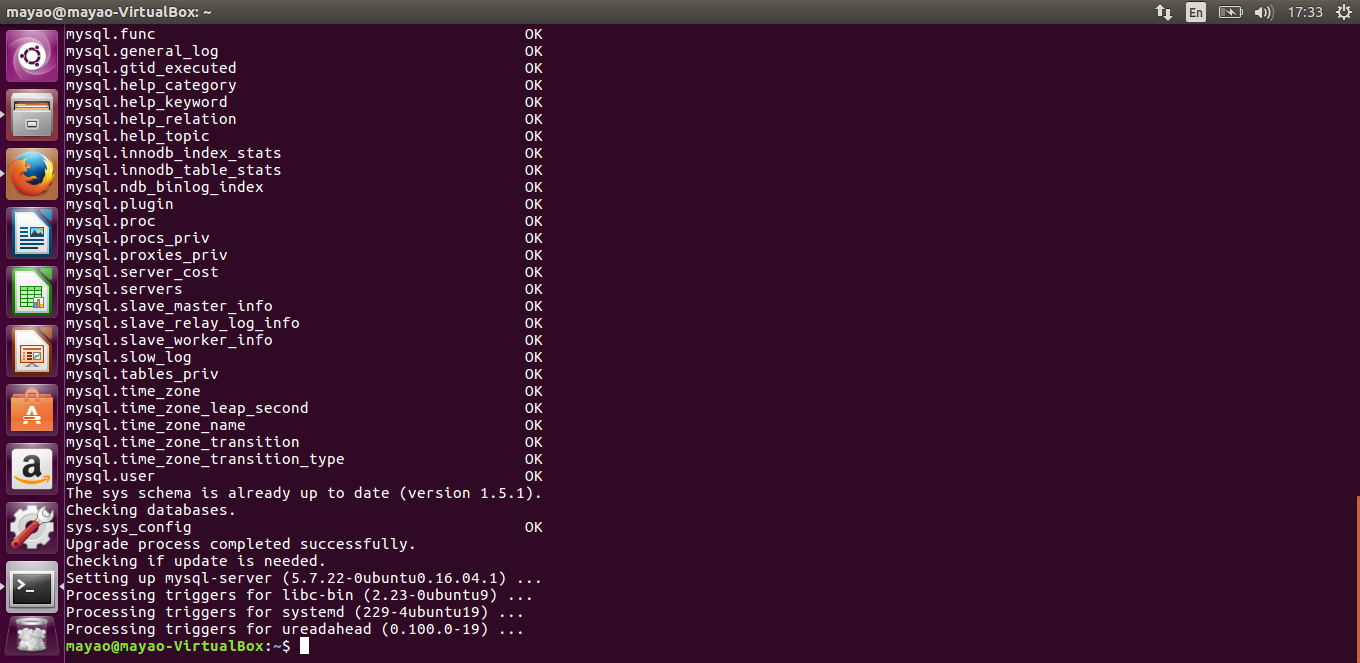 mayao@mayao-VirtualBox: ~ En 17:33
mysql.func OK
mysql.general_log OK
mysql.gtid_executed OK
mysql.help_category OK
mysql.help_keyword OK
mysql.help_relation OK
mysql.help_topic OK
mysql.innodb_index_stats OK
mysql.innodb_table_stats OK
mysql.ndb_binlog_index OK
mysql.plugin OK
mysql.proc OK
mysql.procs_priv OK
mysql.proxies_priv OK
mysql.server_cost OK
mysql.servers OK
mysql.slave_master_info OK
mysql.slave_relay_log_info OK
mysql.slave_worker_info OK
mysql.slow_log OK
mysql.tables_priv OK
mysql.time_zone OK
mysql.time_zone_leap_second OK
mysql.time_zone_name OK
mysql.time_zone_transition OK
mysql.time_zone_transition_type OK
mysql.user OK
The sys schema is already up to date (version 1.5.1).
Checking databases.
sys.sys_config OK
Upgrade process completed successfully.
Checking if update is needed.
Setting up mysql-server (5.7.22-0ubuntu0.16.04.1) ...
Processing triggers for libc-bin (2.23-0ubuntu9) ...
Processing triggers for systemd (229-4ubuntu19) ...
Processing triggers for ureadahead (0.100.0-19) ...
mayao@mayao-VirtualBox:~$